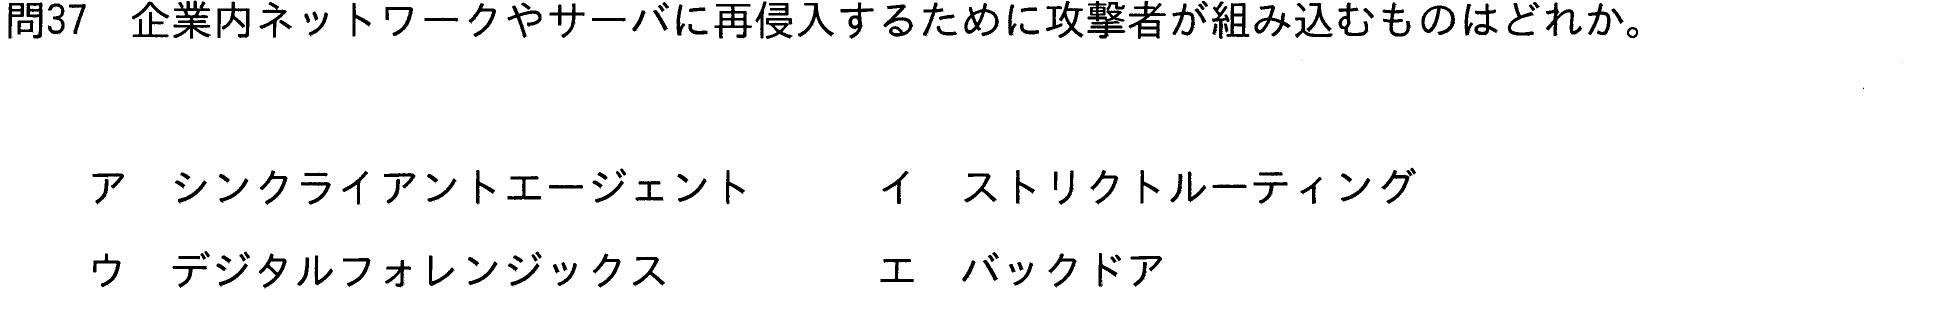 問37　企業内ネットワークやサーバに再侵入するために攻撃者が組み込むものはどれか。
ア　シンクライアントエージェント　　　イ　ストリクトルーティング
ウ　デジタルフォレンジックス　　　　　エ　バックドア